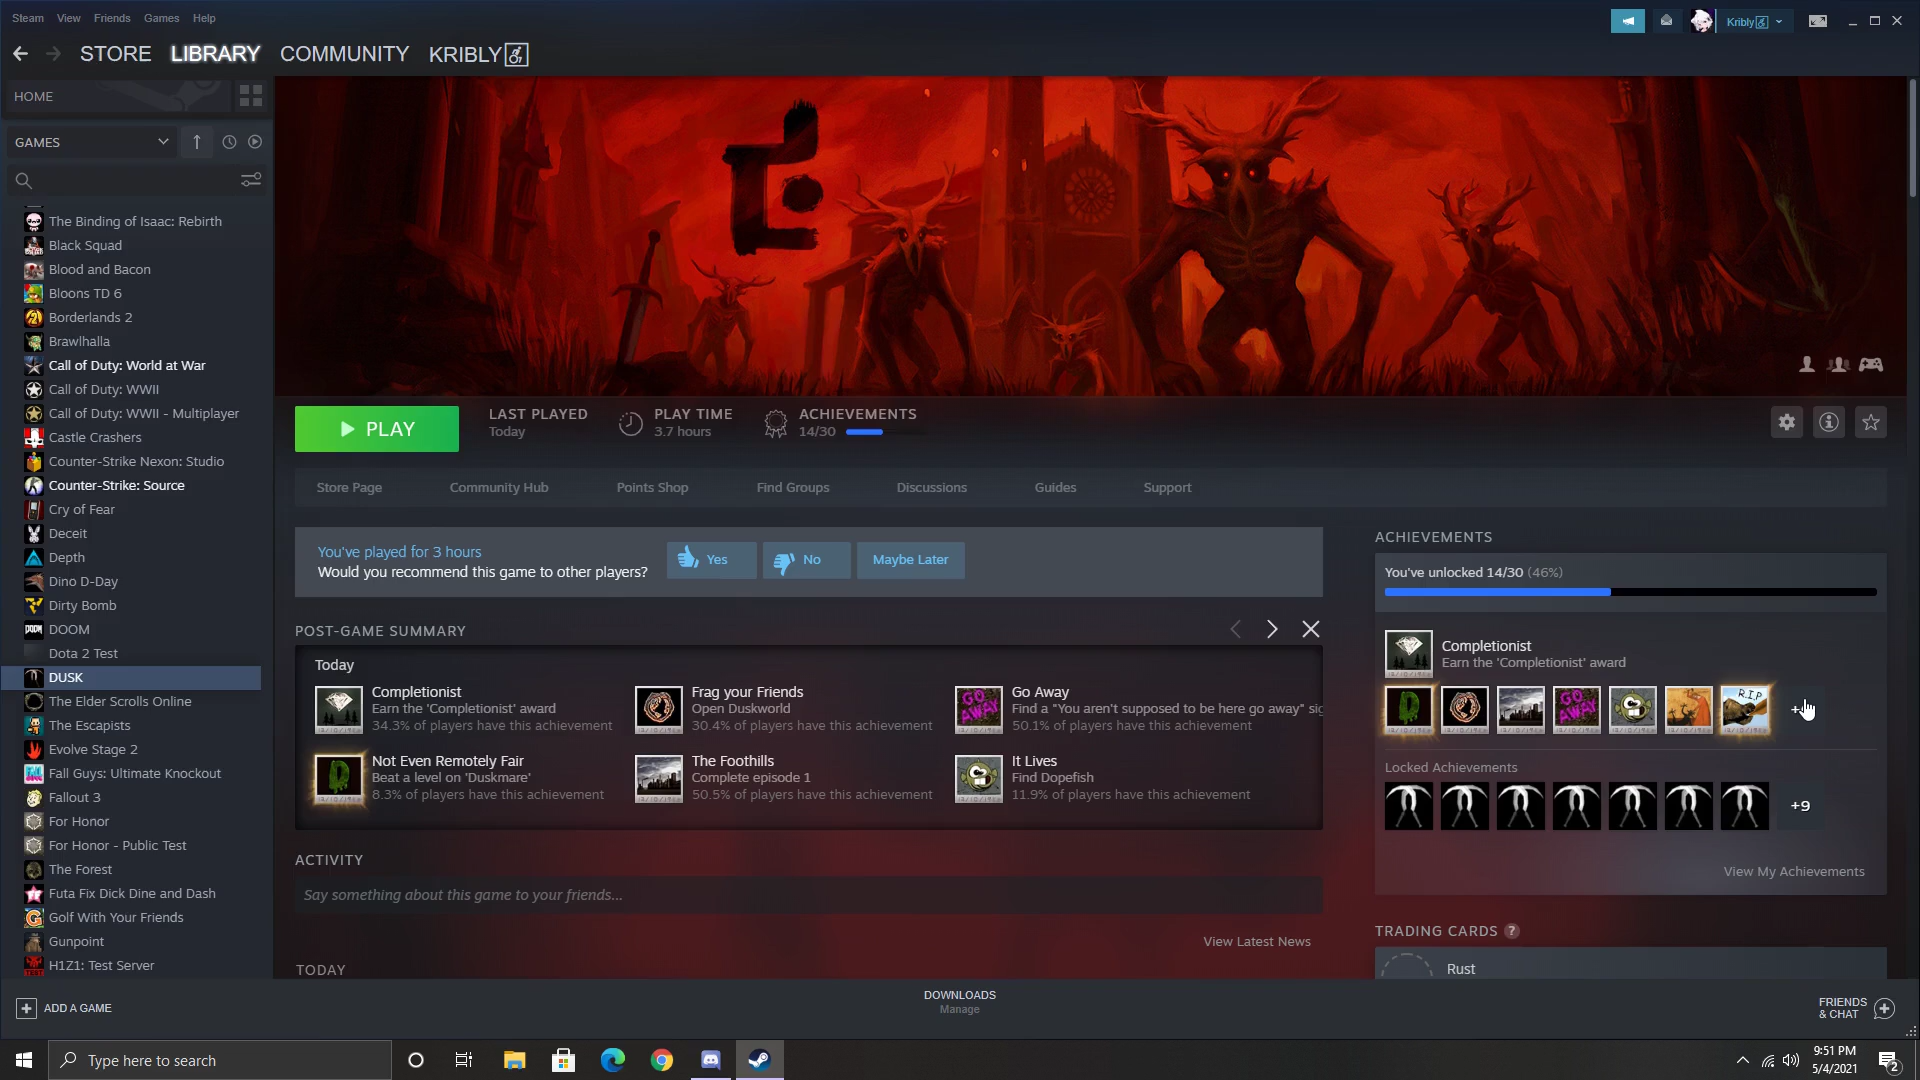 Steam View Friends Games Help
Kribly
STORE LIBRARY COMMUNITY KRIBLY
HOME
GAMES
The Binding of Isaac: Rebirth
Black Squad
Blood and Bacon
Bloons TD 6
Borderlands 2
Brawlhalla
Call of Duty: World at War
Call of Duty: WWII
Call of Duty: WWII - Multiplayer
Castle Crashers
Counter-Strike Nexon: Studio
Counter-Strike: Source
Cry of Fear
Deceit
Depth
Dino D-Day
Dirty Bomb
DOOM
Dota 2 Test
DUSK
The Elder Scrolls Online
The Escapists
Evolve Stage 2
Fall Guys: Ultimate Knockout
Fallout 3
For Honor
For Honor - Public Test
The Forest
Futa Fix Dick Dine and Dash
Golf With Your Friends
Gunpoint
H1Z1: Test Server
PLAY
LAST PLAYED
Today
PLAY TIME
3.7 hours
ACHIEVEMENTS
14/30
Store Page Community Hub Points Shop Find Groups Discussions Guides Support
You've played for 3 hours
Would you recommend this game to other players?
Yes No Maybe Later
POST-GAME SUMMARY
Today
Completionist
Earn the 'Completionist' award
34.3% of players have this achievement
Frag your Friends
Open Duskworld
30.4% of players have this achievement
GO AWAY
Go Away
Find a "You aren't supposed to be here go away" sig
50.1% of players have this achievement
Not Even Remotely Fair
Beat a level on 'Duskmare'
8.3% of players have this achievement
The Foothills
Complete episode 1
50.5% of players have this achievement
It Lives
Find Dopefish
11.9% of players have this achievement
ACTIVITY
Say something about this game to your friends...
View Latest News
TODAY
ACHIEVEMENTS
You've unlocked 14/30 (46%)
Completionist
Earn the 'Completionist' award
GO AWAY
R.I.P
Locked Achievements
+9
View My Achievements
TRADING CARDS ?
Rust
ADD A GAME
DOWNLOADS
Manage
FRIENDS
& CHAT
Type here to search
9:51 PM
5/4/2021
2